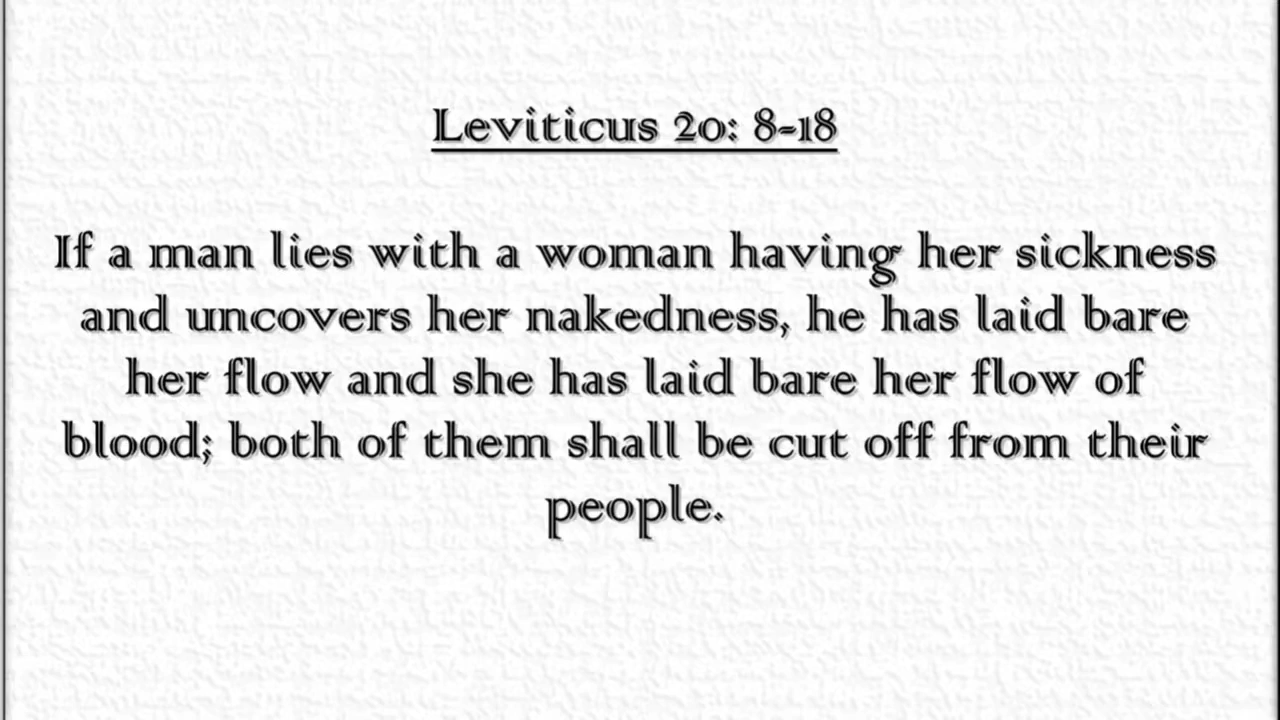 Leviticus 20: 8-18
If a man lies with a woman having her sickness
and uncovers her nakedness, he has laid bare
her flow and she has laid bare her flow of
blood; both of them shall be cut off from their
people.